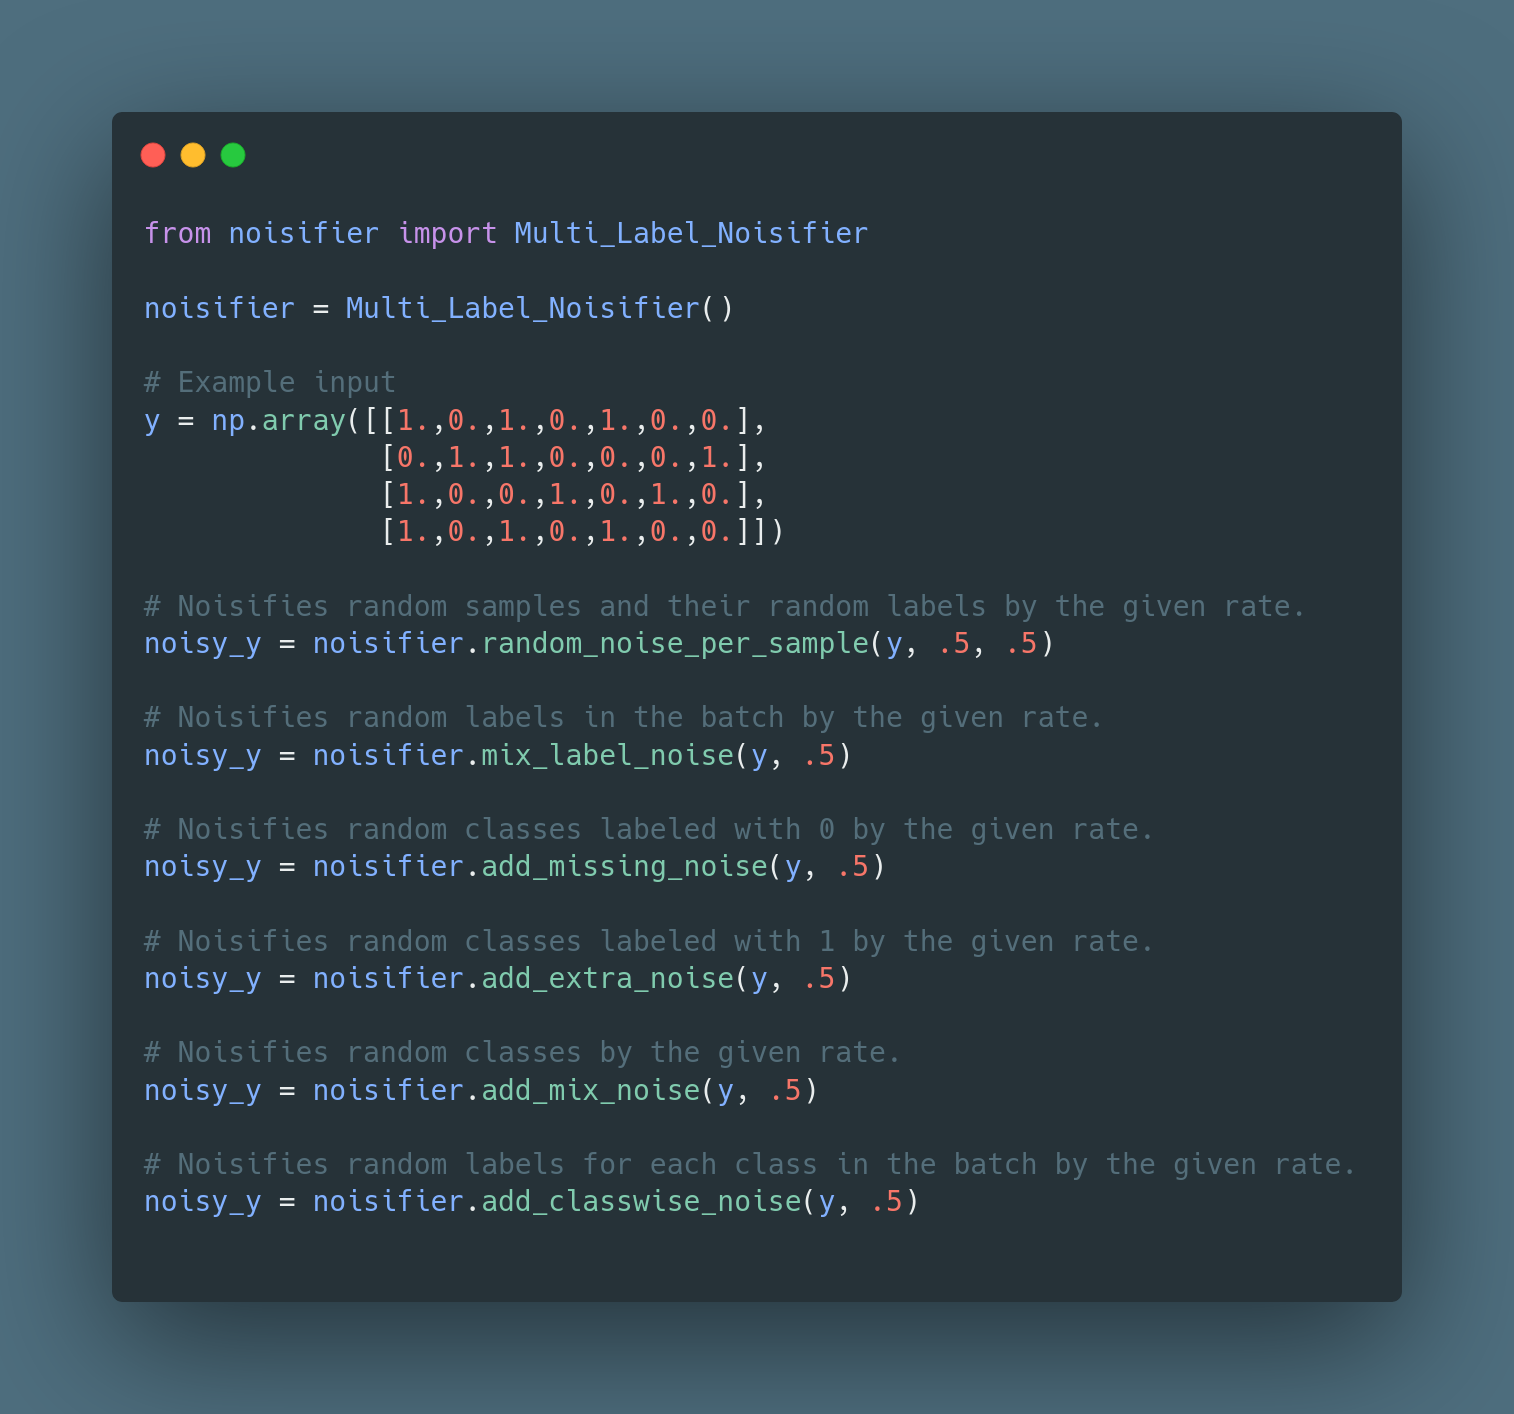 from noisifier import Multi_Label_Noisifier
noisifier = Multi_Label_Noisifier()
# Example input
y = np.array([[1.,0.,1.,0.,1.,0.,0.],
              [0.,1.,1.,0.,0.,0.,1.],
              [1.,0.,0.,1.,0.,1.,0.],
              [1.,0.,1.,0.,1.,0.,0.]])
# Noisifies random samples and their random labels by the given rate.
noisy_y = noisifier.random_noise_per_sample(y, .5, .5)
# Noisifies random labels in the batch by the given rate.
noisy_y = noisifier.mix_label_noise(y, .5)
# Noisifies random classes labeled with 0 by the given rate.
noisy_y = noisifier.add_missing_noise(y, .5)
# Noisifies random classes labeled with 1 by the given rate.
noisy_y = noisifier.add_extra_noise(y, .5)
# Noisifies random classes by the given rate.
noisy_y = noisifier.add_mix_noise(y, .5)
# Noisifies random labels for each class in the batch by the given rate.
noisy_y = noisifier.add_classwise_noise(y, .5)